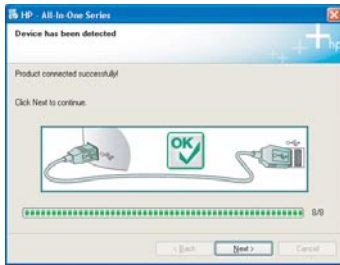 HP - All-In-One Series
Device has been detected
hp
Product connected successfully!
Click Next to continue.
OK
8/8
< Back
Next >
Cancel